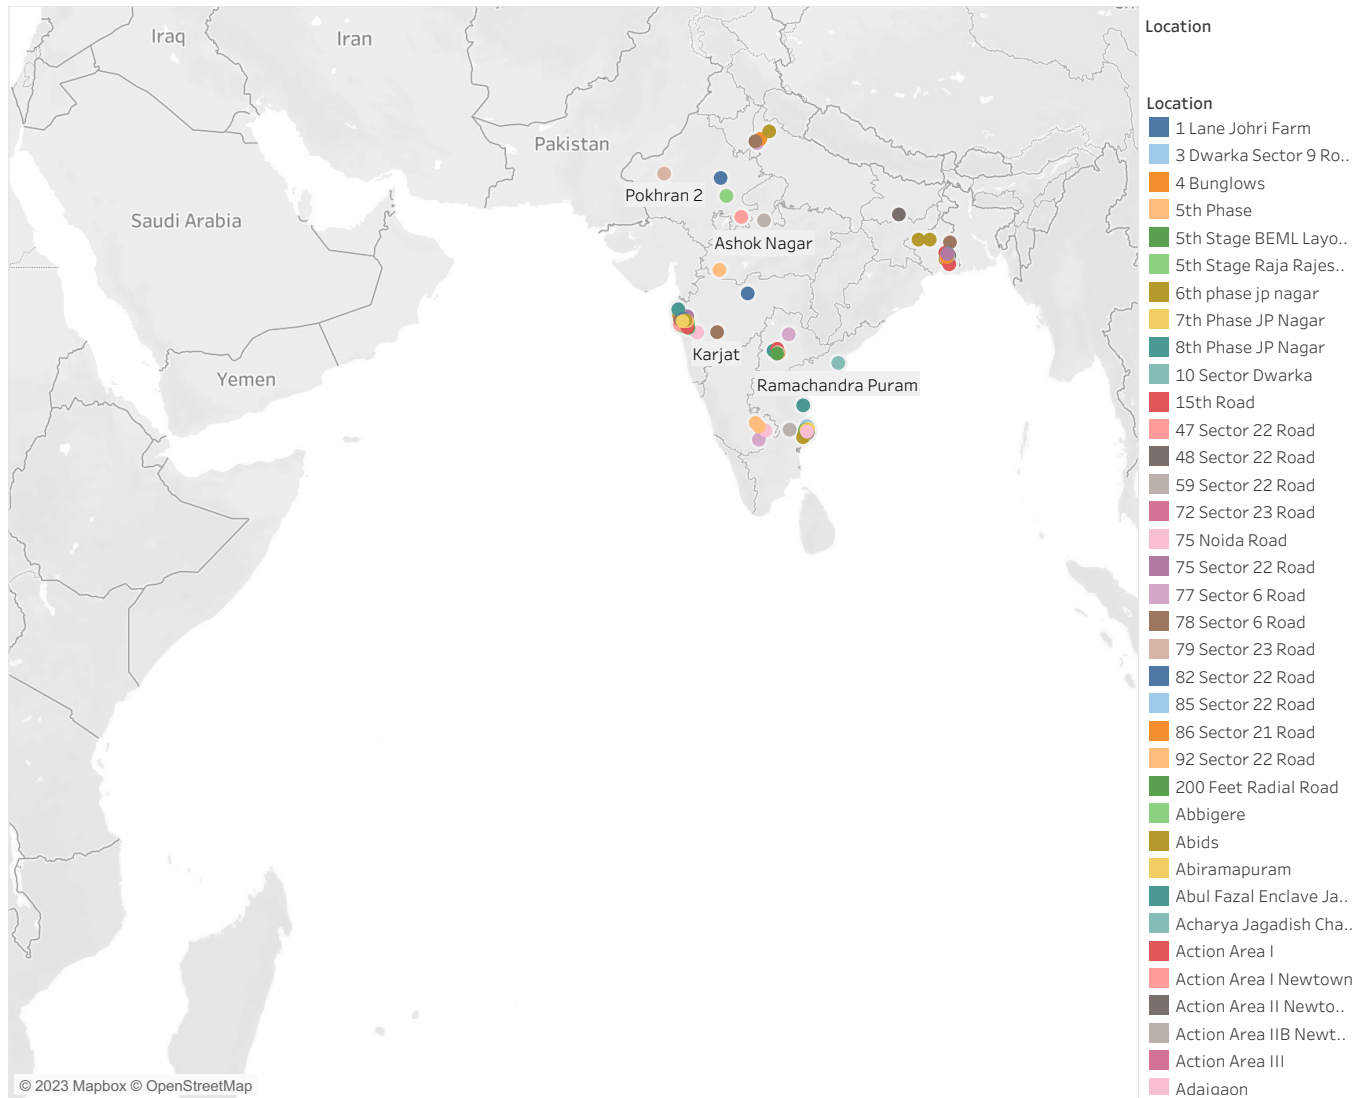 Iraq
Iran
Pakistan
Saudi Arabia
Pokhran 2
Ashok Nagar
Karjat
Yemen
Ramachandra Puram
© 2023 Mapbox © OpenStreetMap
Location
Location
1 Lane Johri Farm
3 Dwarka Sector 9 Ro..
4 Bunglows
5th Phase
5th Stage BEML Layo..
5th Stage Raja Rajes..
6th phase jp nagar
7th Phase JP Nagar
8th Phase JP Nagar
10 Sector Dwarka
15th Road
47 Sector 22 Road
48 Sector 22 Road
59 Sector 22 Road
72 Sector 23 Road
75 Noida Road
75 Sector 22 Road
77 Sector 6 Road
78 Sector 6 Road
79 Sector 23 Road
82 Sector 22 Road
85 Sector 22 Road
86 Sector 21 Road
92 Sector 22 Road
200 Feet Radial Road
Abbigere
Abids
Abiramapuram
Abul Fazal Enclave Ja..
Acharya Jagadish Cha..
Action Area I
Action Area I Newtown
Action Area II Newto..
Action Area IIB Newt..
Action Area III
Adaigaon